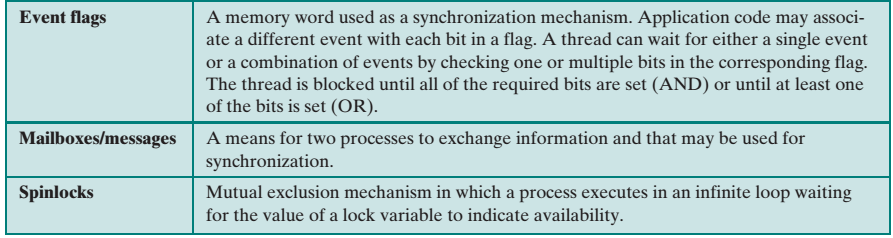 Event flags
A memory word used as a synchronization mechanism. Application code may associ-
ate a different event with each bit in a flag. A thread can wait for either a single event
or a combination of events by checking one or multiple bits in the corresponding flag.
The thread is blocked until all of the required bits are set (AND) or until at least one
of the bits is set (OR).
Mailboxes/messages
A means for two processes to exchange information and that may be used for
synchronization.
Spinlocks
Mutual exclusion mechanism in which a process executes in an infinite loop waiting
for the value of a lock variable to indicate availability.